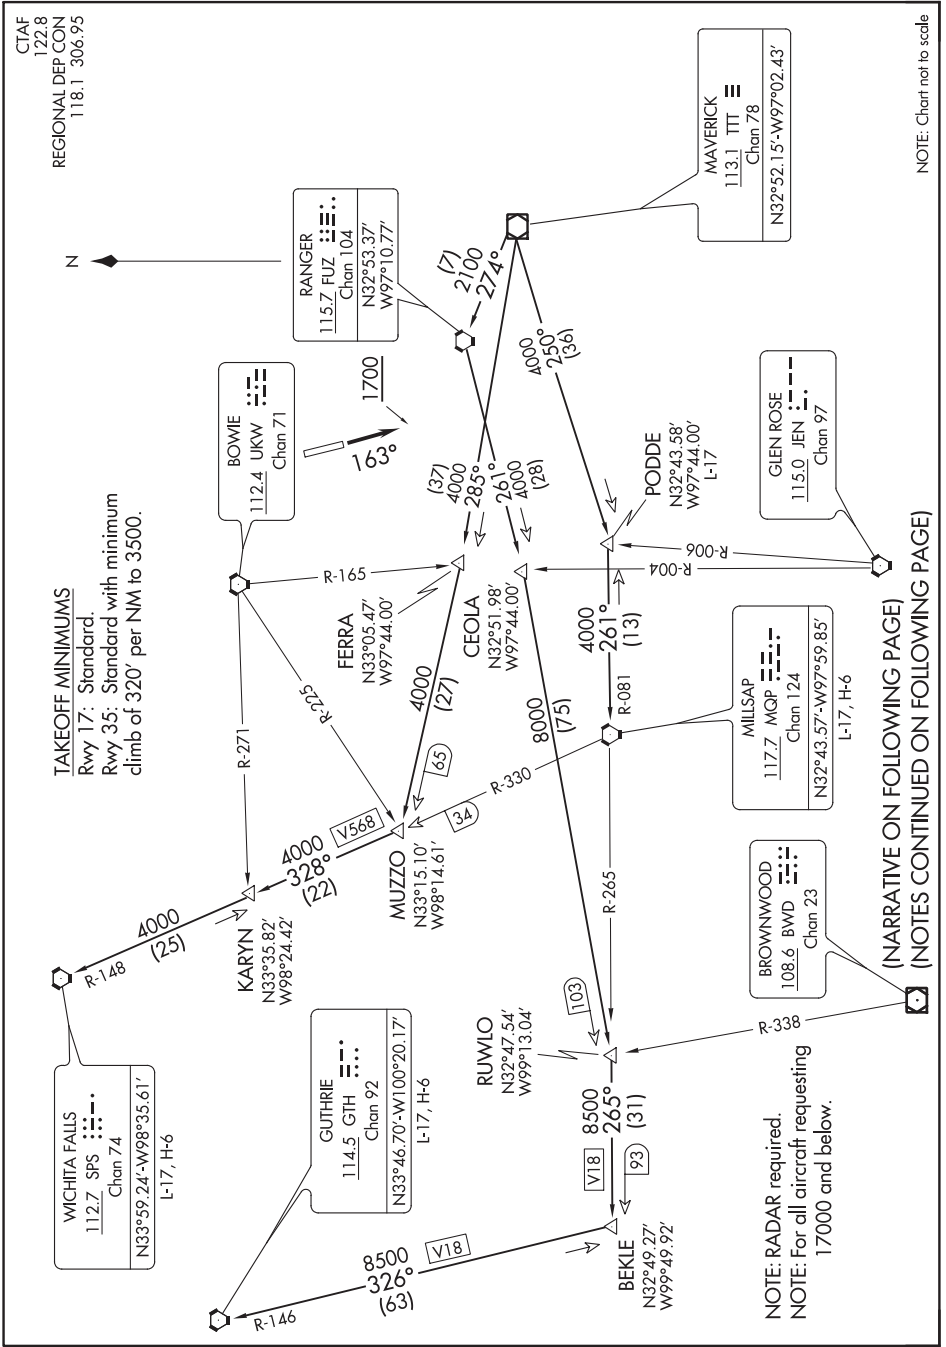 CTAF
122.8
REGIONAL DEP CON
118.1 306.95
N
TAKEOFF MINIMUMS
Rwy 17: Standard.
Rwy 35: Standard with minimum
climb of 320' per NM to 3500.
WICHITA FALLS
112.7 SPS
Chan 74
N33°59.24'-W98°35.61'
L-17, H-6
R-148
4000
(25)
KARYN
N33°35.82'
W98°24.42'
R-271
4000
328°
(22)
V568
BOWIE
112.4 UKW
Chan 71
R-225
R-165
163°
1700
RANGER
115.7 FUZ
Chan 104
N32°53.37'
W97°10.77'
(7)
2100
274°
MAVERICK
113.1 TTT
Chan 78
N32°52.15'-W97°02.43'
GUTHRIE
114.5 GTH
Chan 92
N33°46.70'-W100°20.17'
L-17, H-6
R-146
8500
326°
(63)
V18
MUZZO
N33°15.10'
W98°14.61'
65
34
R-330
4000
(27)
FERRA
N33°05.47'
W97°44.00'
(37)
4000
285°
261°
4000
(28)
CEOLA
N32°51.98'
W97°44.00'
4000
250°
(36)
PODDE
N32°43.58'
W97°44.00'
L-17
8000
(75)
4000
261°
(13)
R-081
R-265
RUWLO
N32°47.54'
W99°13.04'
103
8500
265°
(31)
V18
93
BEKLE
N32°49.27'
W99°49.92'
R-006
R-004
GLEN ROSE
115.0 JEN
Chan 97
MILLSAP
117.7 MQP
Chan 124
N32°43.57'-W97°59.85'
L-17, H-6
BROWNWOOD
108.6 BWD
Chan 23
R-338
NOTE: RADAR required.
NOTE: For all aircraft requesting
17000 and below.
(NARRATIVE ON FOLLOWING PAGE)
(NOTES CONTINUED ON FOLLOWING PAGE)
NOTE: Chart not to scale